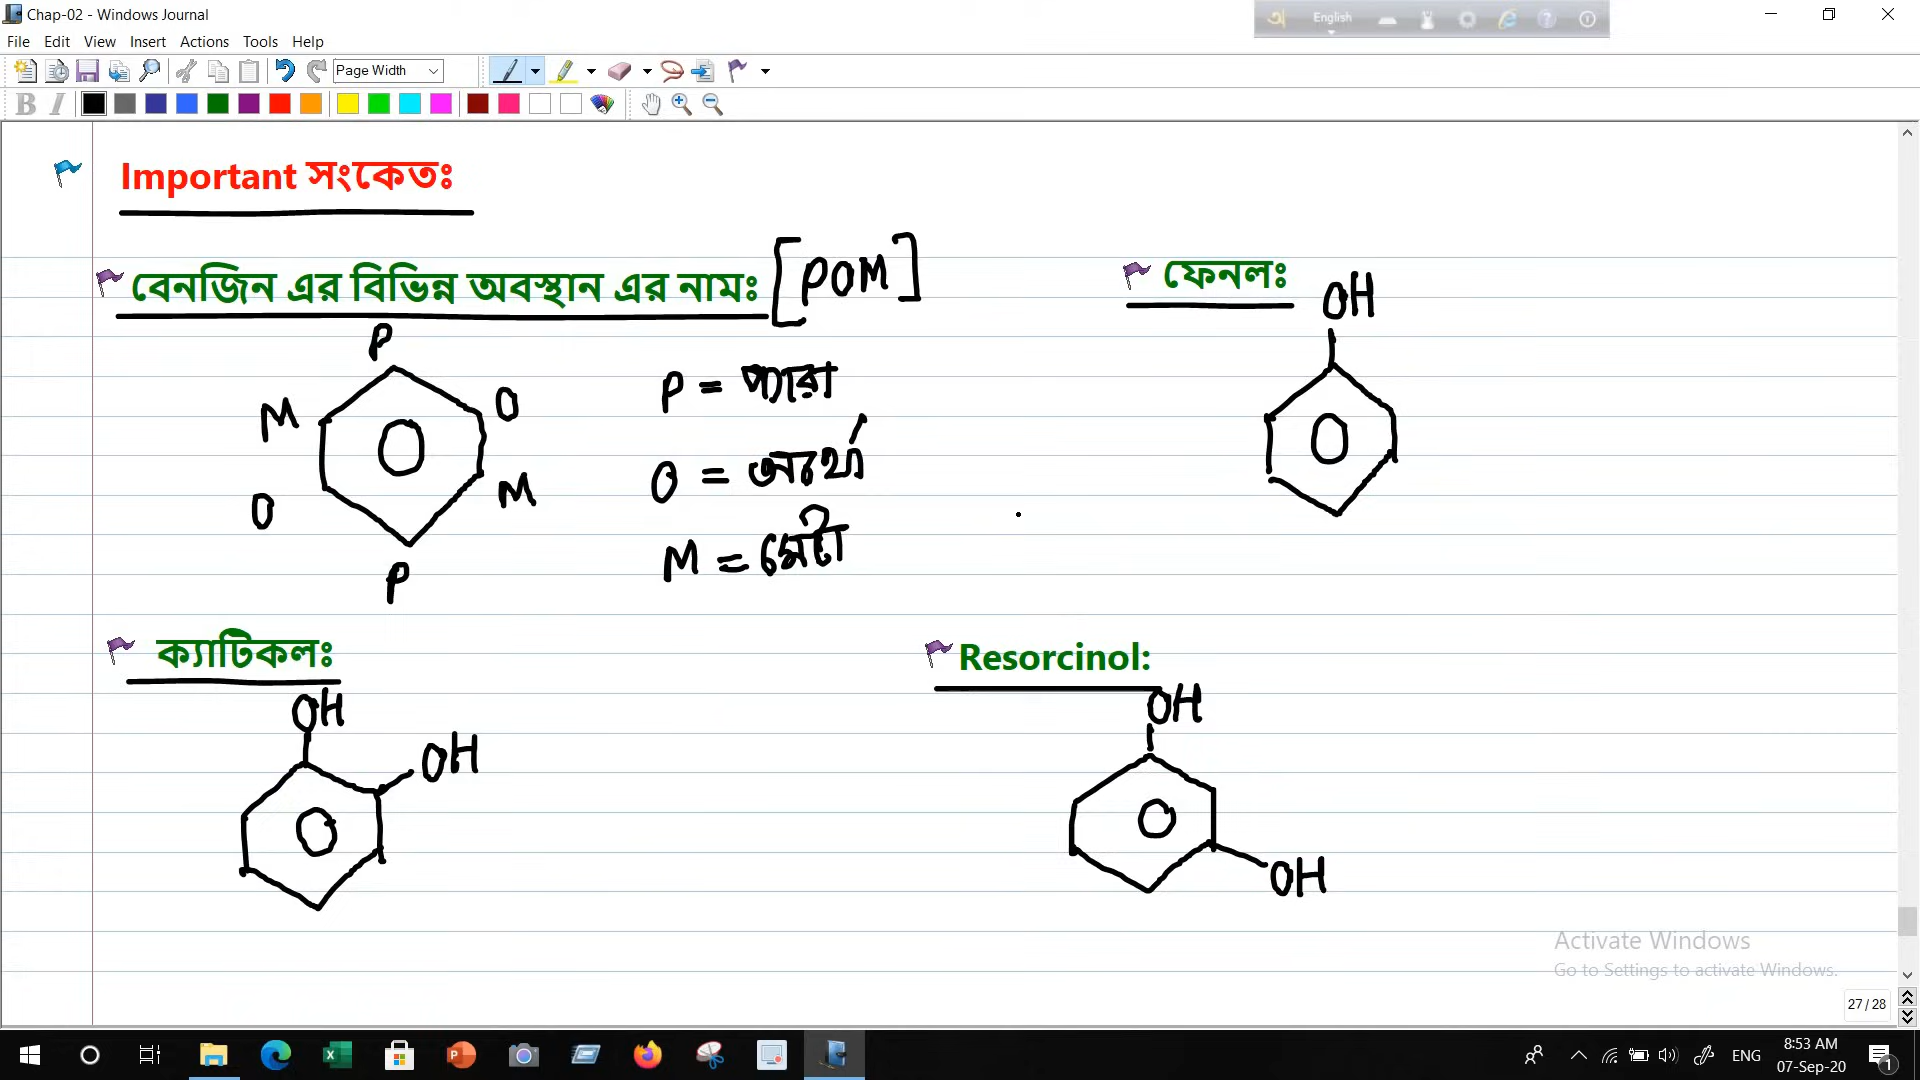 Chap-02 - Windows Journal
English
File Edit View Insert Actions Tools Help
Page Width
B I
Important সংকেতঃ
বেনজিন এর বিভিন্ন অবস্থান এর নামঃ [POM]
ফেনলঃ
OH
P
M O
O M
P
P = প্যারা
O = অর্থো
M = মেটা
ক্যাটিকলঃ
OH
OH
Resorcinol:
OH
OH
Activate Windows
Go to Settings to activate Windows.
27 / 28
ENG
8:53 AM
07-Sep-20
1